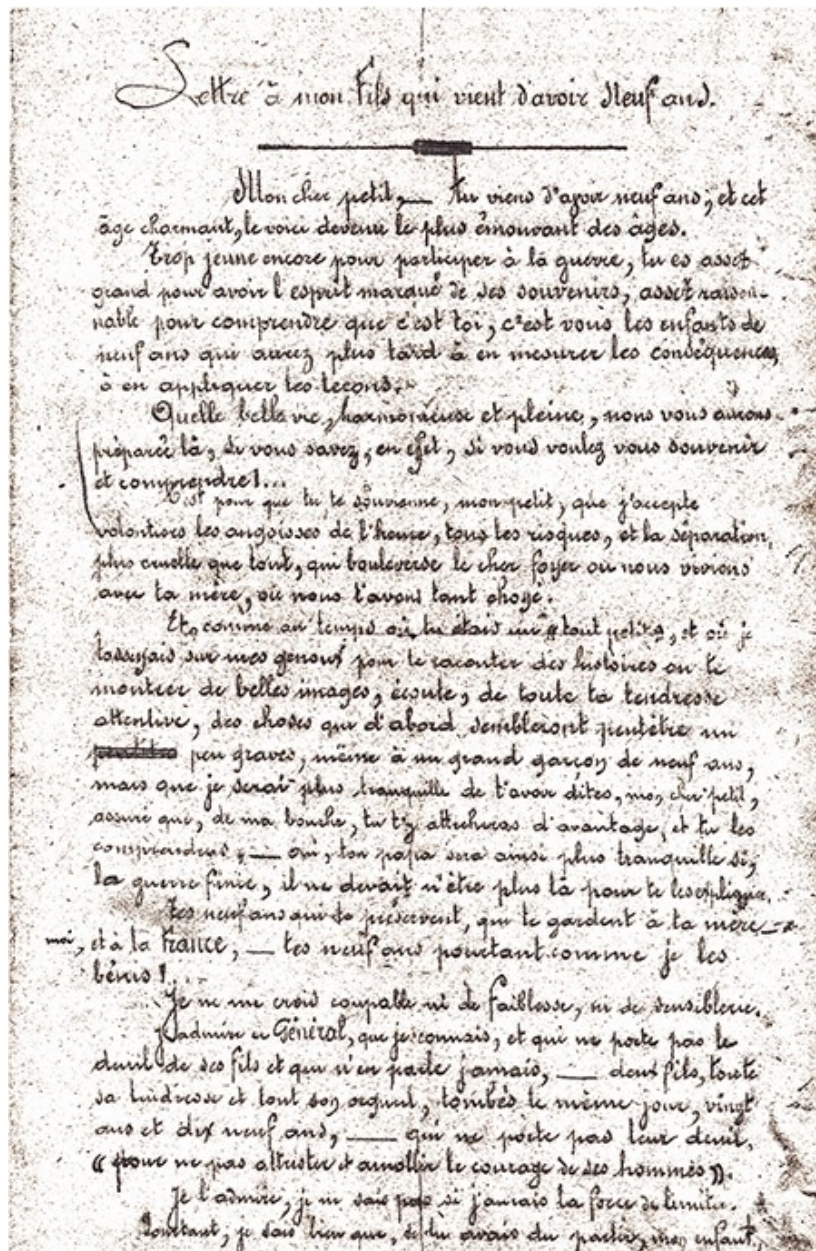 Lettre à mon Fils qui vient d'avoir Neuf ans.
Mon cher petit, — tu viens d'avoir neuf ans; et cet
âge charmant, le voici devenu le plus émouvant des âges.
Trop jeune encore pour participer à la guerre, tu es assez
grand pour avoir l'esprit marqué de ses souvenirs, assez raison-
nable pour comprendre que c'est toi, c'est vous les enfants de
neuf ans que aurez plus tard à en mesurer les conséquences
à en appliquer les leçons.
Quelle belle vie, harmonieuse et pleine, nous vous aurons
préparée là, si vous savez, en effet, si vous voulez vous souvenir
et comprendre!...
C'est pour que tu te souvienne, mon petit, que j'accepte
volontiers les angoisses de l'heure, tous les risques, et la séparation,
plus cruelle que tout, qui bouleverse le cher foyer où nous vivions
avec ta mère, où nous t'avons tant choyé.
Et, comme au temps où tu étais un "tout petit", et où je
t'assayais sur mes genoux pour te raconter des histoires ou te
montrer de belles images, écoute, de toute ta tendresse
attentive, des choses qui d'abord sembleront peutêtre un
peu graves, même à un grand garçon de neuf ans,
mais que je serai plus tranquille de t'avoir dites, mon cher petit,
assuré que, de ma bouche, tu t'y attacheras d'avantage, et tu les
comprendras, — oui, ton papa sera ainsi plus tranquille si,
la guerre finie, il ne devait n'être plus là pour te les expliquer.
Tes neuf ans qui te préservent, qui te gardent à ta mère — à
moi, et à la France, — tes neuf ans pourtant comme je les
bénis!
Je ne me crois coupable ni de faiblesse, ni de sensiblerie.
J'admire ce Général, que je connais, et qui ne porte pas le
deuil de ses fils et qui n'en parle jamais, — deux fils, toute
sa tendresse et tout son orgueil, tombés le même jour, vingt
ans et dix neuf ans, — qui ne porte pas leur deuil,
"pour ne pas attrister et amollir le courage de ses hommes".
Je l'admire, je ne sais pas si j'aurais la force de l'imiter.
Pourtant, je sais bien que, si tu avais du partir, mon enfant,